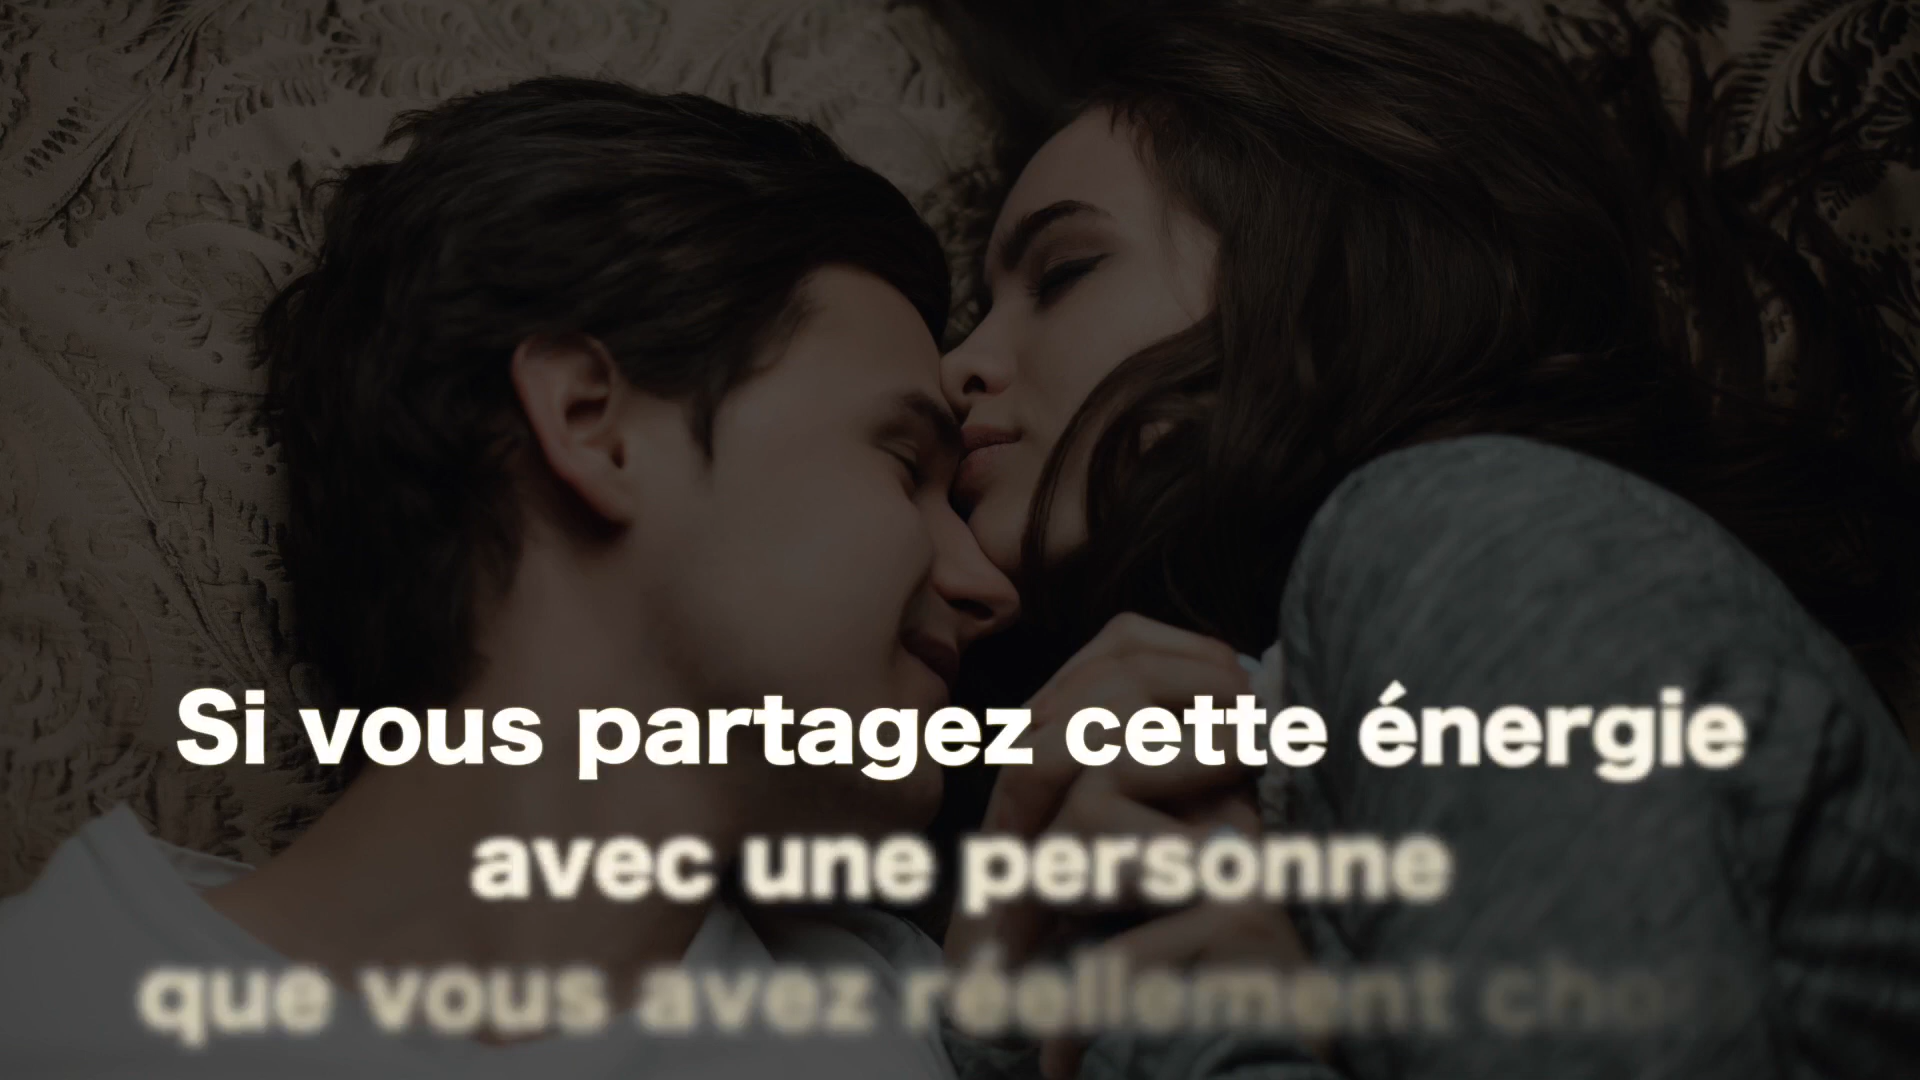 Si vous partagez cette énergie
avec une personne
que vous avez réellement